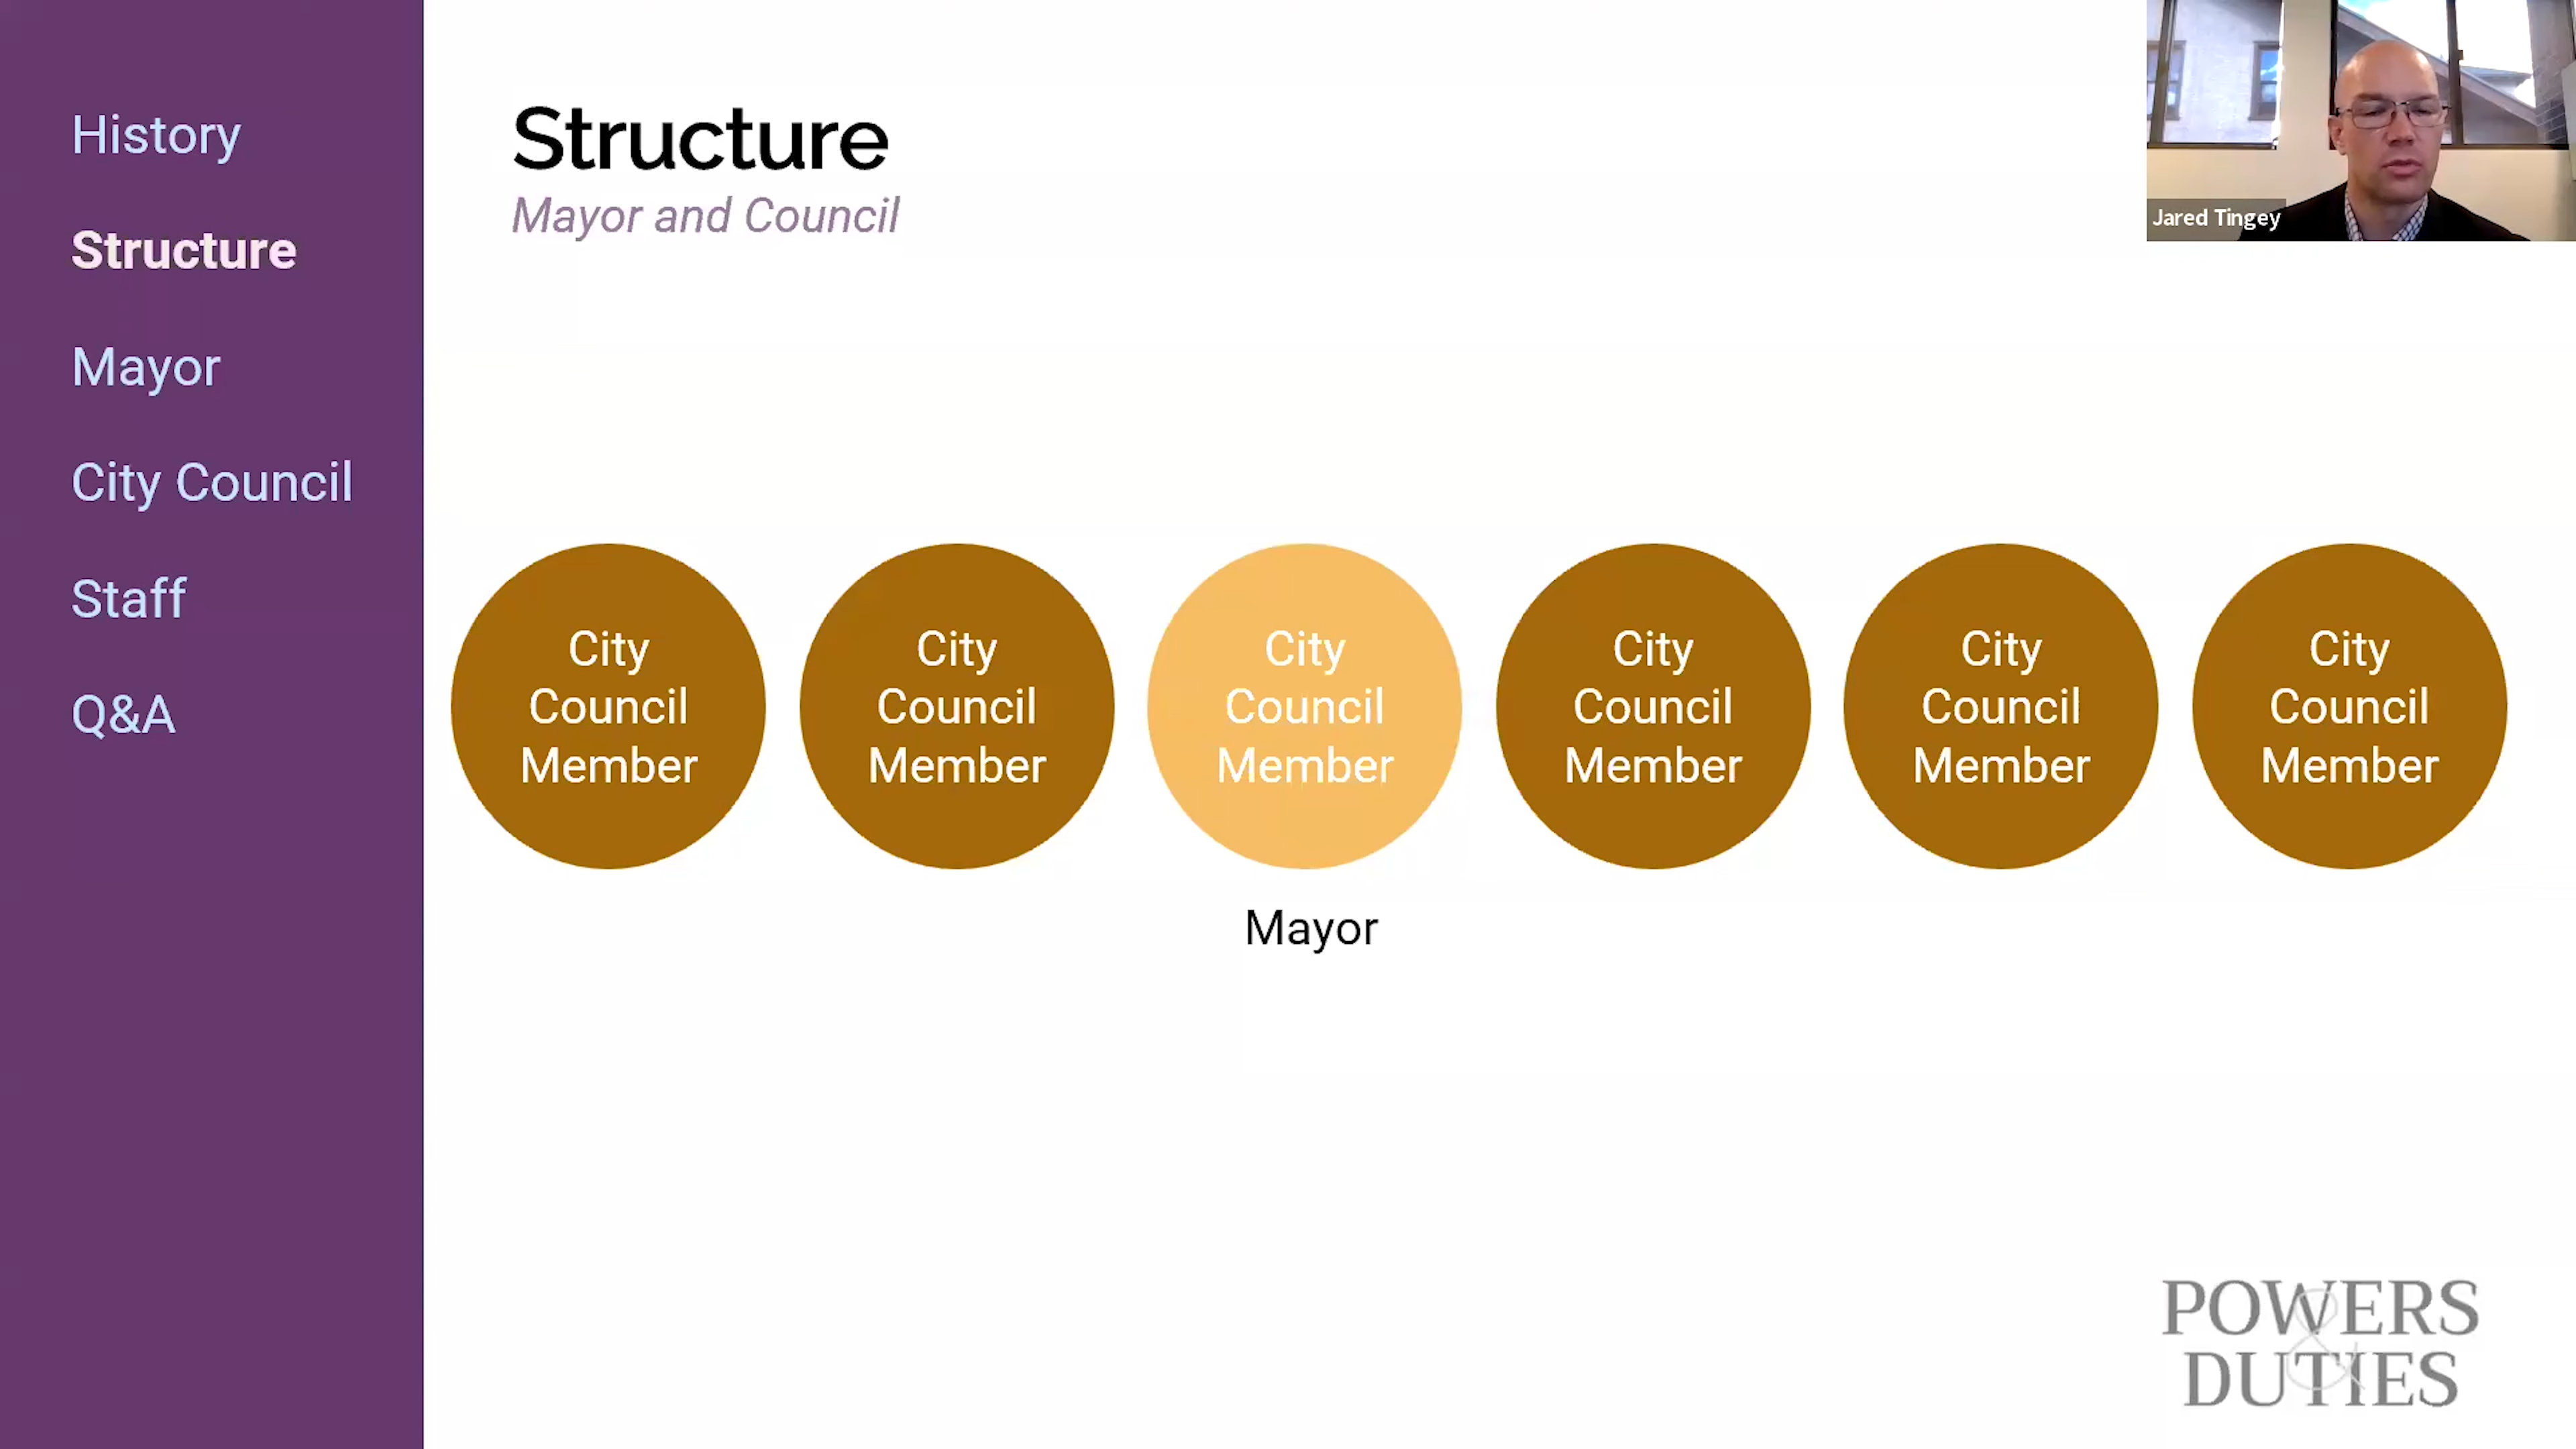 History
Structure
Mayor
City Council
Staff
Q&A
Structure
Mayor and Council
Jared Tingey
City
Council
Member
City
Council
Member
City
Council
Member
City
Council
Member
City
Council
Member
City
Council
Member
Mayor
POWERS
&
DUTIES